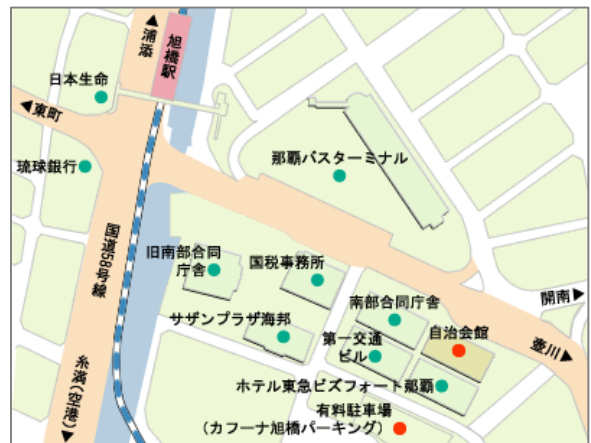 ▲浦添
旭橋駅
日本生命
◀東町
琉球銀行
那覇バスターミナル
国道58号線
旧南部合同
庁舎
国税事務所
開南▶
南部合同庁舎
サザンプラザ海邦
第一交通
ビル
自治会館
壺川▶
糸満(空港)▼
ホテル東急ビズフォート那覇
有料駐車場
(カフーナ旭橋パーキング)